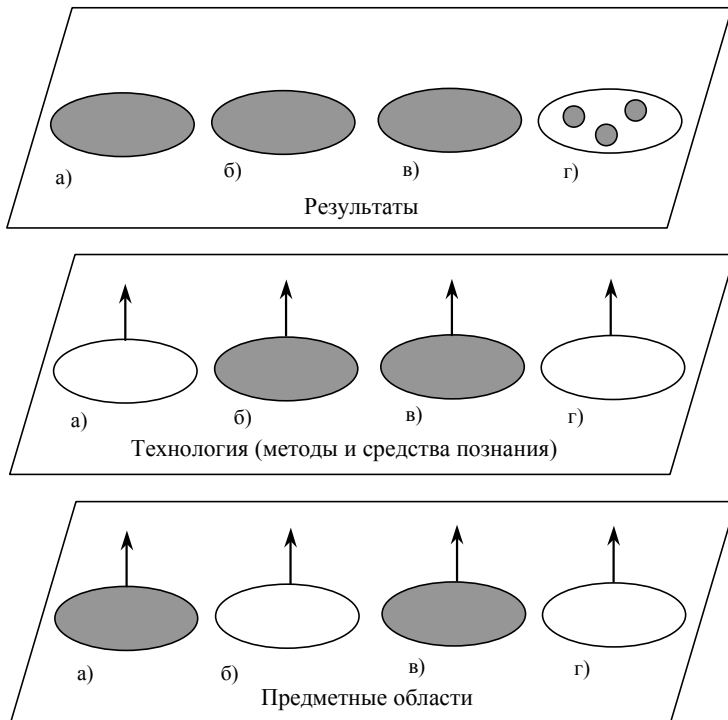 а) б) в) г)
Результаты
а) б) в) г)
Технология (методы и средства познания)
а) б) в) г)
Предметные области